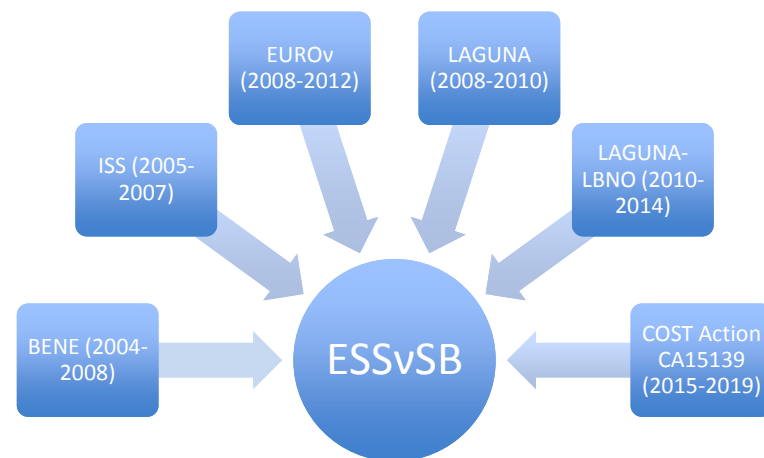 EUROν
(2008-2012)
LAGUNA
(2008-2010)
ISS (2005-
2007)
LAGUNA-
LBNO (2010-
2014)
BENE (2004-
2008)
ESSνSB
COST Action
CA15139
(2015-2019)